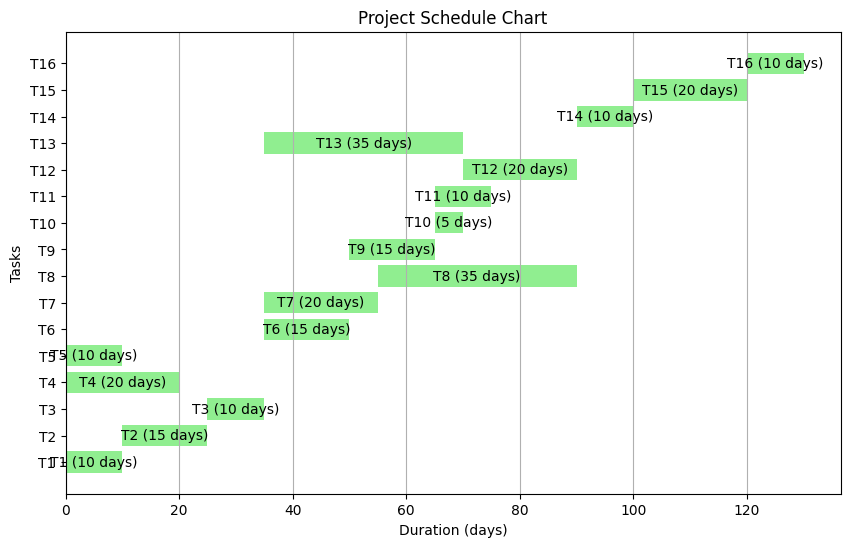 Project Schedule Chart
T16
T16 (10 days)
T15
T15 (20 days)
T14
T14 (10 days)
T13
T13 (35 days)
T12
T12 (20 days)
T11
T11 (10 days)
T10
T10 (5 days)
T9
T9 (15 days)
T8
T8 (35 days)
T7
T7 (20 days)
T6
T6 (15 days)
T5
T5 (10 days)
T4
T4 (20 days)
T3
T3 (10 days)
T2
T2 (15 days)
T1
T1 (10 days)
Tasks
0 20 40 60 80 100 120
Duration (days)